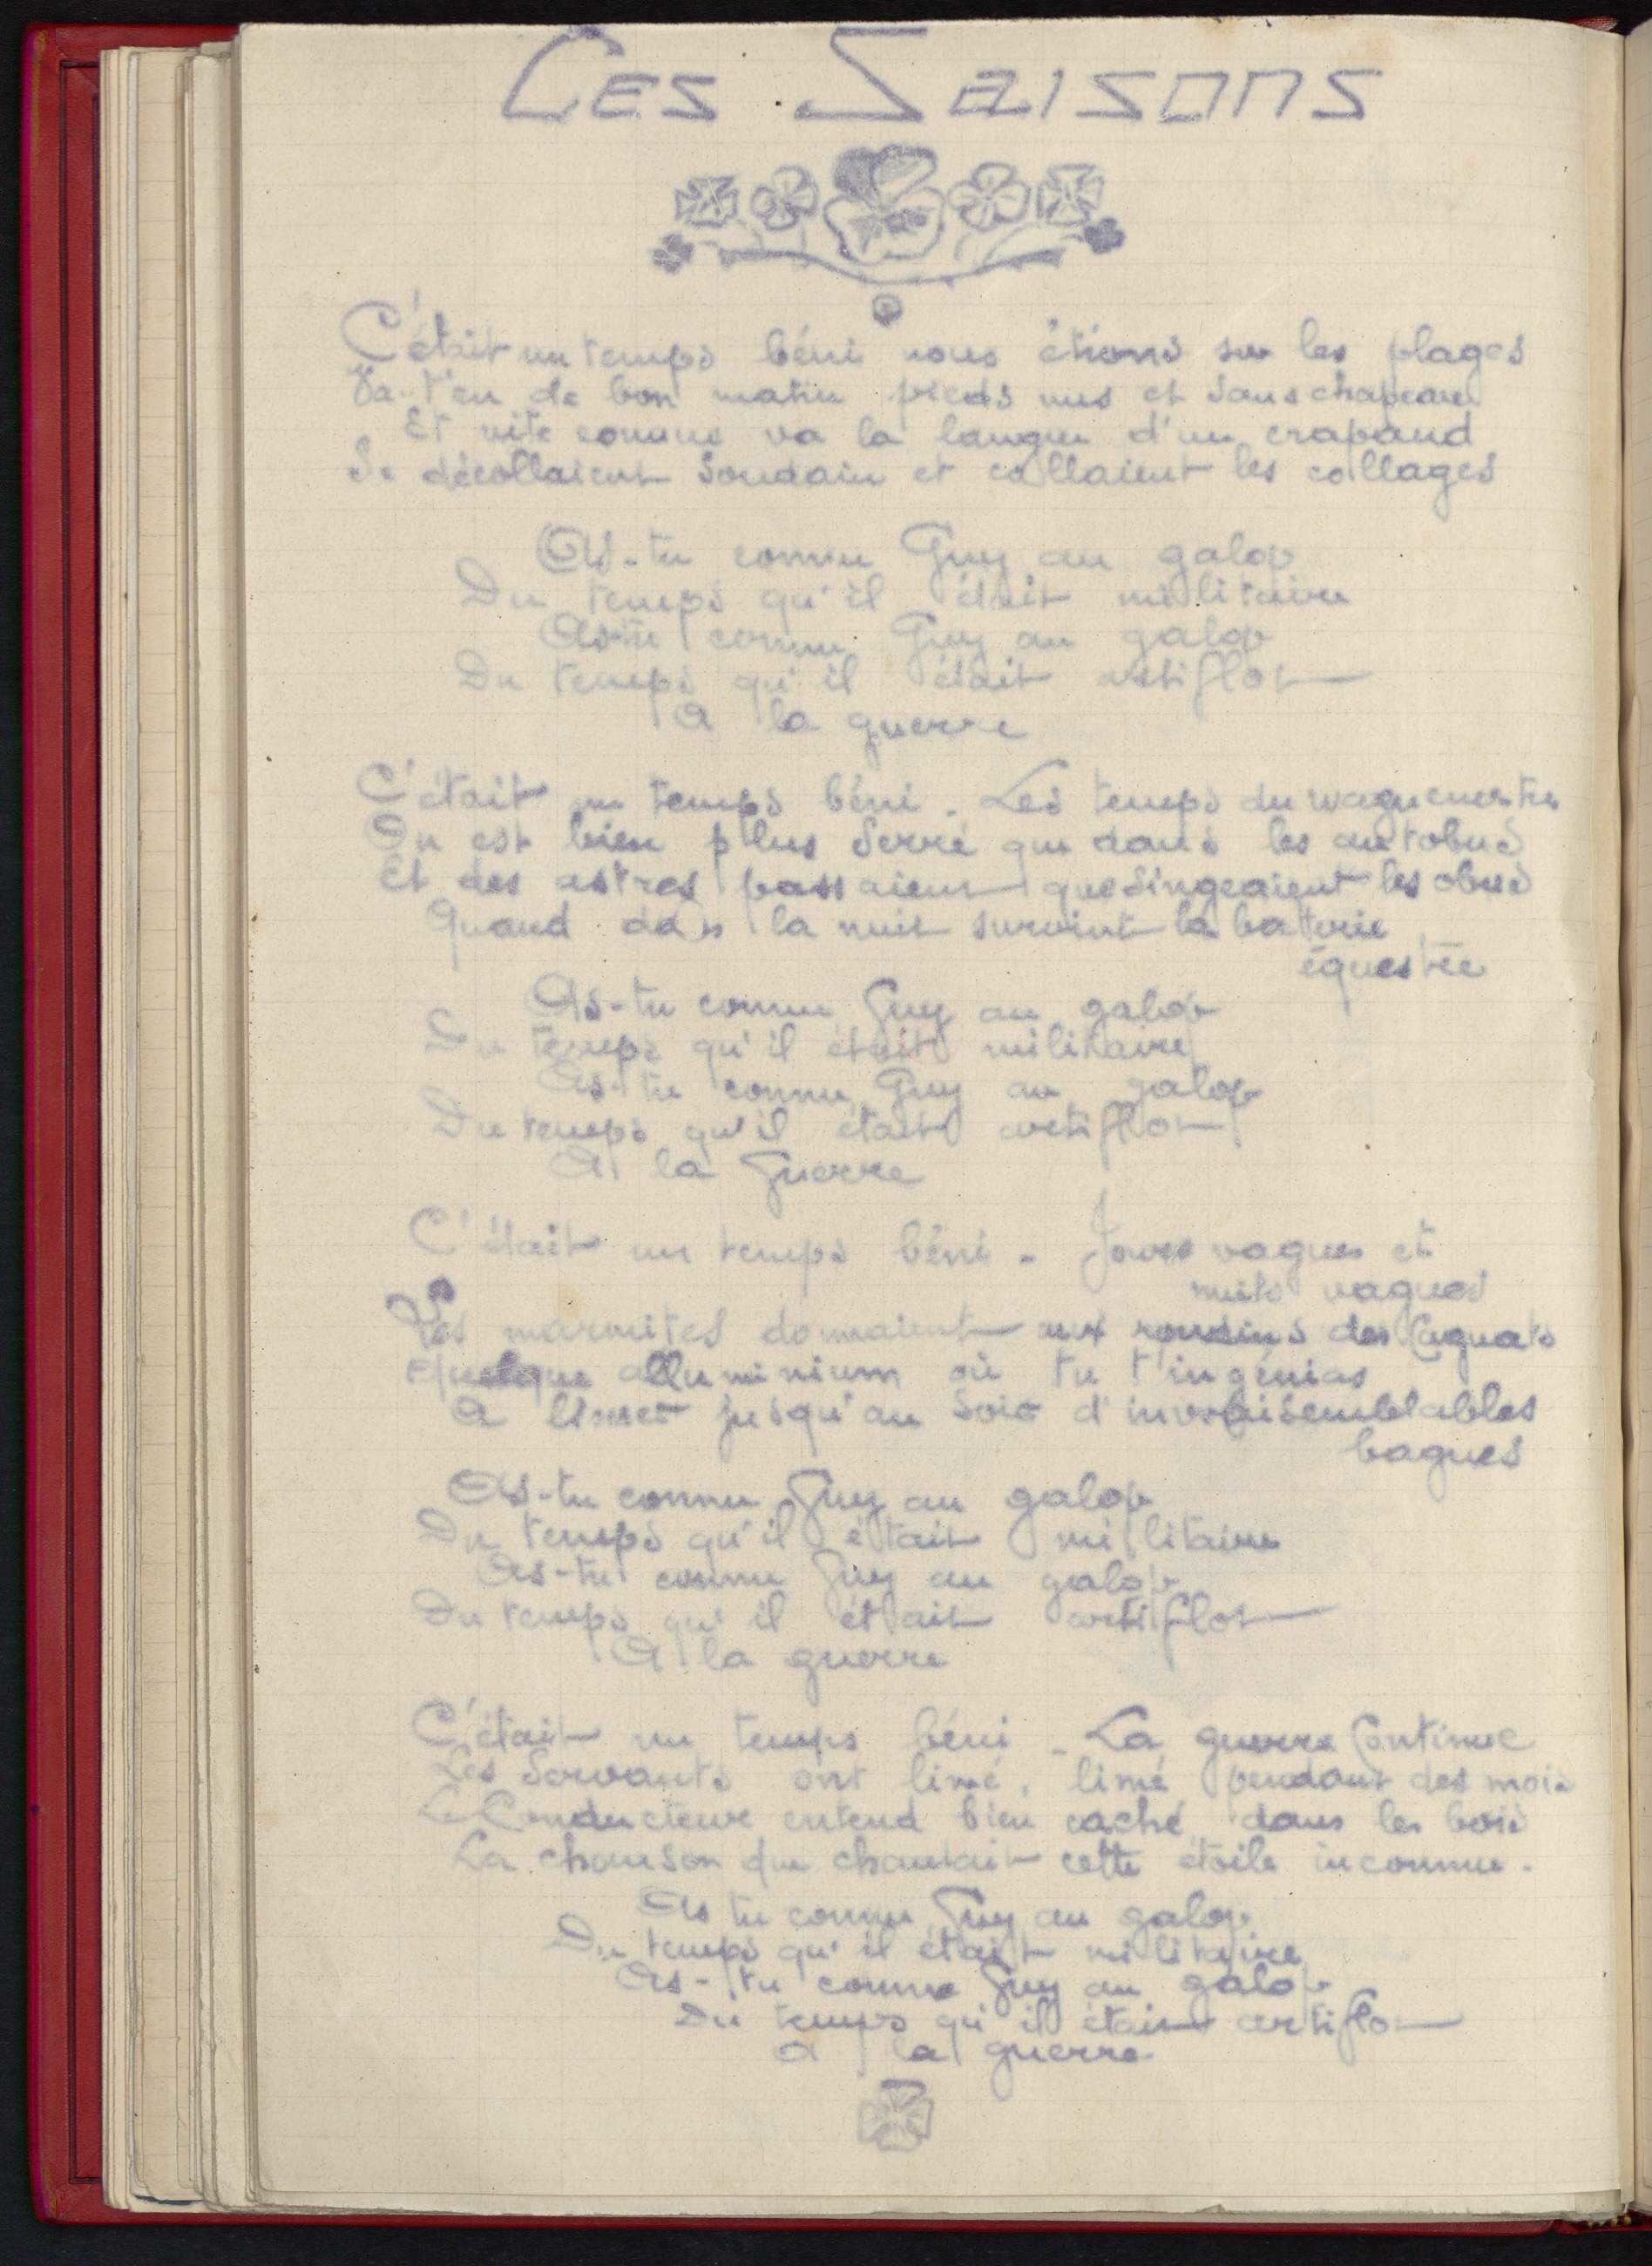 Les Saisons
C'était un temps béni nous étions sur les plages
Va-t'en de bon matin pieds nus et sans chapeau
Et vite comme va la langue d'un crapaud
Se décollaient soudain et collaient les collages
As-tu connu Guy au galop
Du temps qu'il était militaire
As-tu connu Guy au galop
Du temps qu'il était artiflot
A la guerre
C'était un temps béni - Les temps du vaguemestre
On est bien plus serré que dans les autobus
Et des astres passaient que singeaient les obus
Quand dans la nuit survint la batterie
équestre
As-tu connu Guy au galop
Du temps qu'il était militaire
As-tu connu Guy au galop
Du temps qu'il était artiflot
A la Guerre
C'était un temps béni - Jours vagues et
nuits vagues
Les marmites donnaient aux rondins des cagnats
Quelque alluminium où tu t'ingénias
A limer jusqu'au soir d'invraisemblables
bagues
As-tu connu Guy au galop
Du temps qu'il était militaire
As-tu connu Guy au galop
Du temps qu'il était artiflot
A la guerre
C'était un temps béni - La guerre continue
Les Servants ont limé, limé pendant des mois
Le Conducteur entend bien caché dans les bois
La chanson que chantait cette étoile inconnue.
As tu connu Guy au galop
Du temps qu'il était militaire
As-tu connu Guy au galop
Du temps qu'il était artiflot
a la guerre